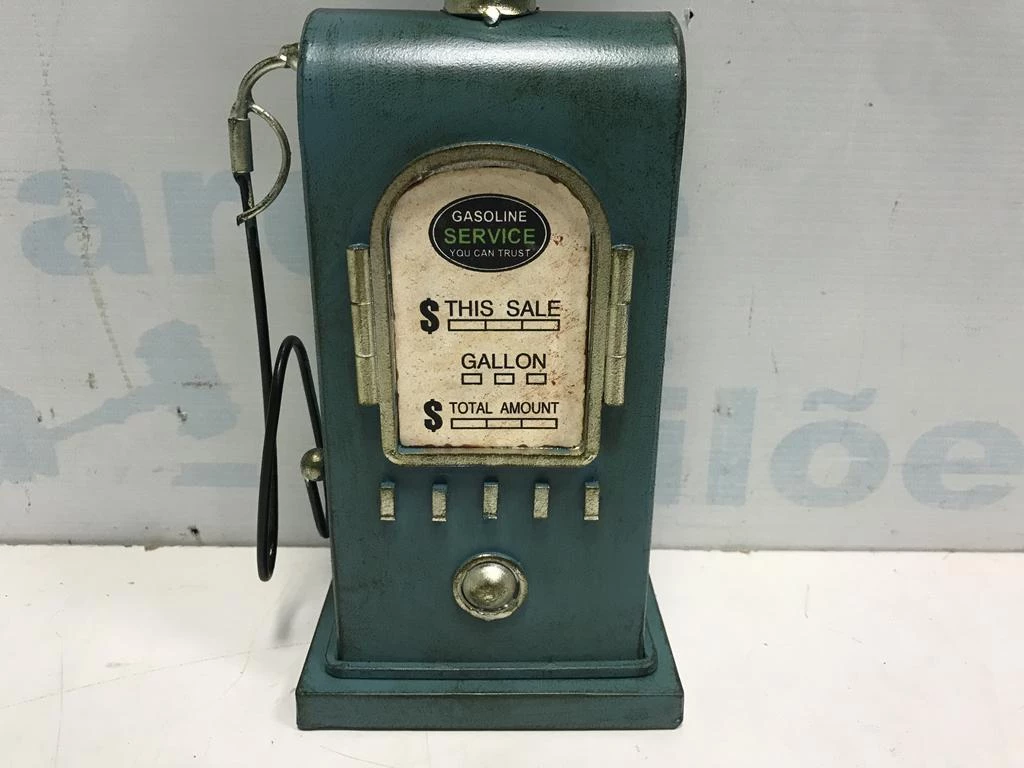 GASOLINE
SERVICE
YOU CAN TRUST
$ THIS SALE
GALLON
$ TOTAL AMOUNT